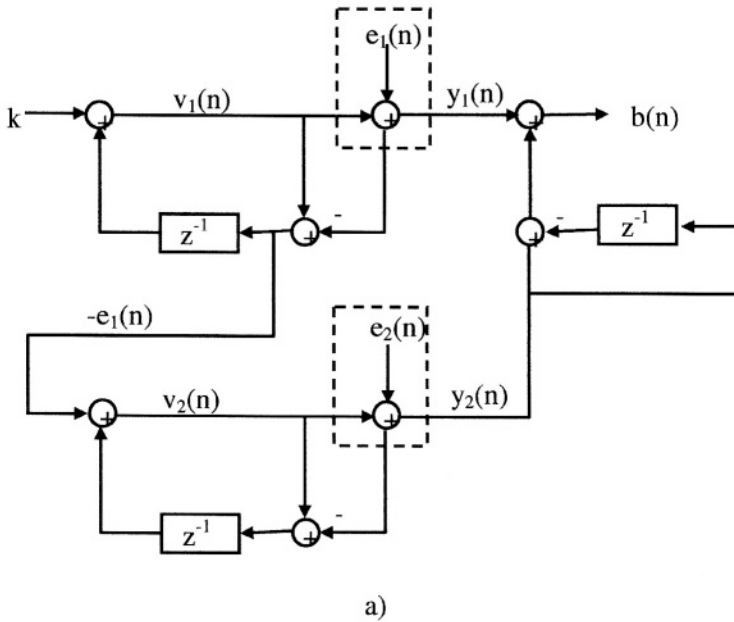 e₁(n)
v₁(n)
y₁(n)
k
+
+
+
b(n)
-
z⁻¹
+
+
-
z⁻¹
-e₁(n)
e₂(n)
v₂(n)
y₂(n)
+
+
-
z⁻¹
+
a)